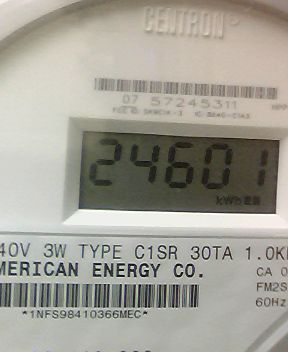 CENTRON®
07 57245311
24601
kWh
40V 3W TYPE C1SR 30TA 1.0K
MERICAN ENERGY CO.
CA 0
FM2S
60Hz
*1NFS98410366MEC*